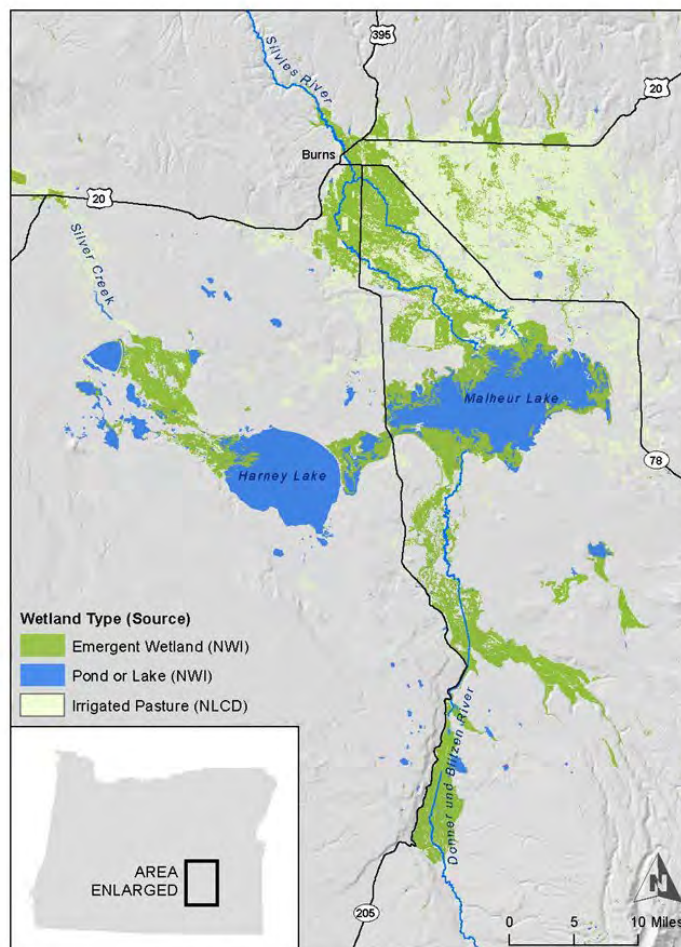 395
Silvies River
20
Burns
20
Silver Creek
Malheur Lake
Harney Lake
78
Wetland Type (Source)
Emergent Wetland (NWI)
Pond or Lake (NWI)
Irrigated Pasture (NLCD)
Donner und Blitzen River
AREA
ENLARGED
N
205
0 5 10 Miles